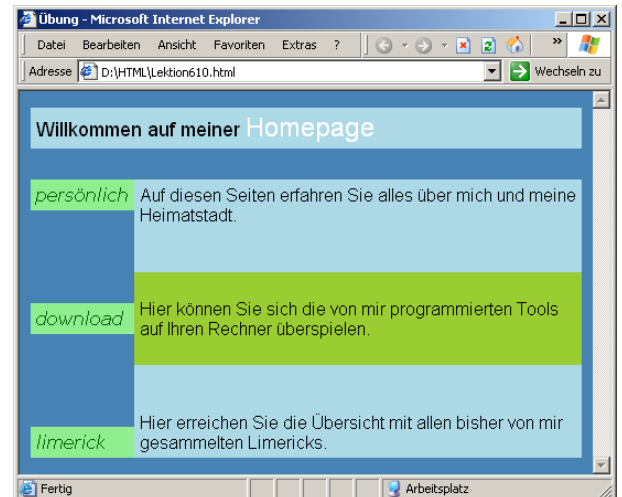 Übung - Microsoft Internet Explorer
Datei Bearbeiten Ansicht Favoriten Extras ? »
Adresse D:\HTML\Lektion610.html Wechseln zu
Willkommen auf meiner Homepage
persönlich
Auf diesen Seiten erfahren Sie alles über mich und meine
Heimatstadt.
download
Hier können Sie sich die von mir programmierten Tools
auf Ihren Rechner überspielen.
limerick
Hier erreichen Sie die Übersicht mit allen bisher von mir
gesammelten Limericks.
Fertig Arbeitsplatz